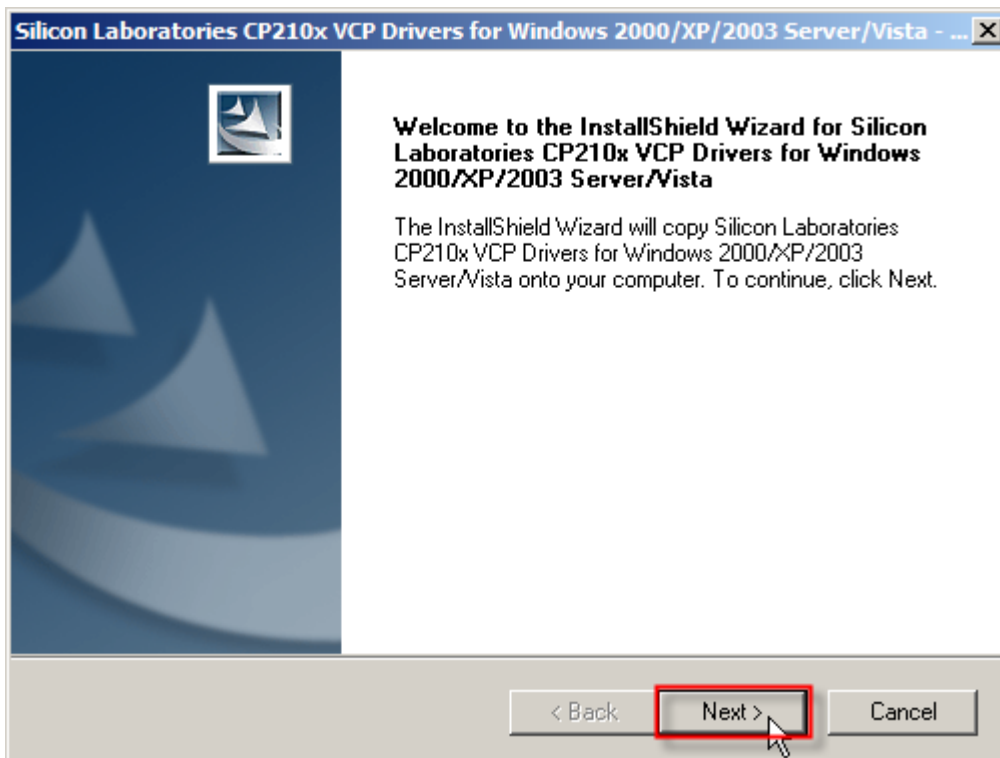 Silicon Laboratories CP210x VCP Drivers for Windows 2000/XP/2003 Server/Vista - ...
Welcome to the InstallShield Wizard for Silicon
Laboratories CP210x VCP Drivers for Windows
2000/XP/2003 Server/Vista
The InstallShield Wizard will copy Silicon Laboratories
CP210x VCP Drivers for Windows 2000/XP/2003
Server/Vista onto your computer. To continue, click Next.
< Back
Next >
Cancel